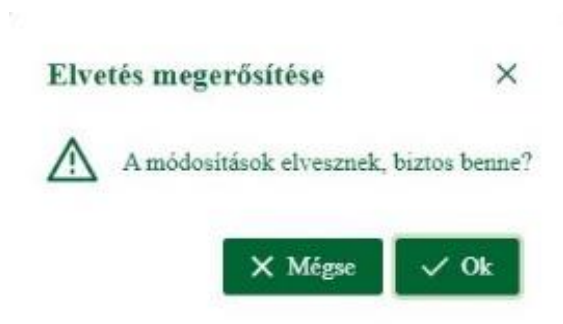 Elvetés megerősítése
A módosítások elvesznek, biztos benne?
Mégse
Ok